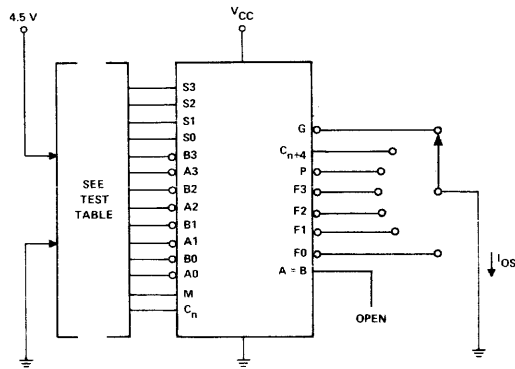 4.5 V
VCC
S3
S2
S1
S0
B3
A3
B2
A2
B1
A1
B0
A0
M
Cn
SEE
TEST
TABLE
G
Cn+4
P
F3
F2
F1
F0
A = B
OPEN
IOS